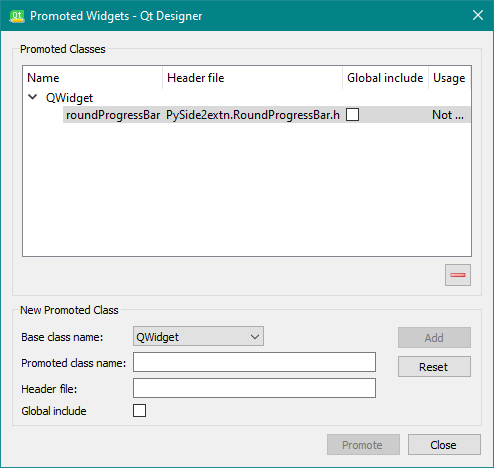 Qt Promoted Widgets - Qt Designer
Promoted Classes
Name Header file Global include Usage
QWidget
roundProgressBar PySide2extn.RoundProgressBar.h Not ...
New Promoted Class
Base class name: QWidget Add
Promoted class name: Reset
Header file:
Global include
Promote Close